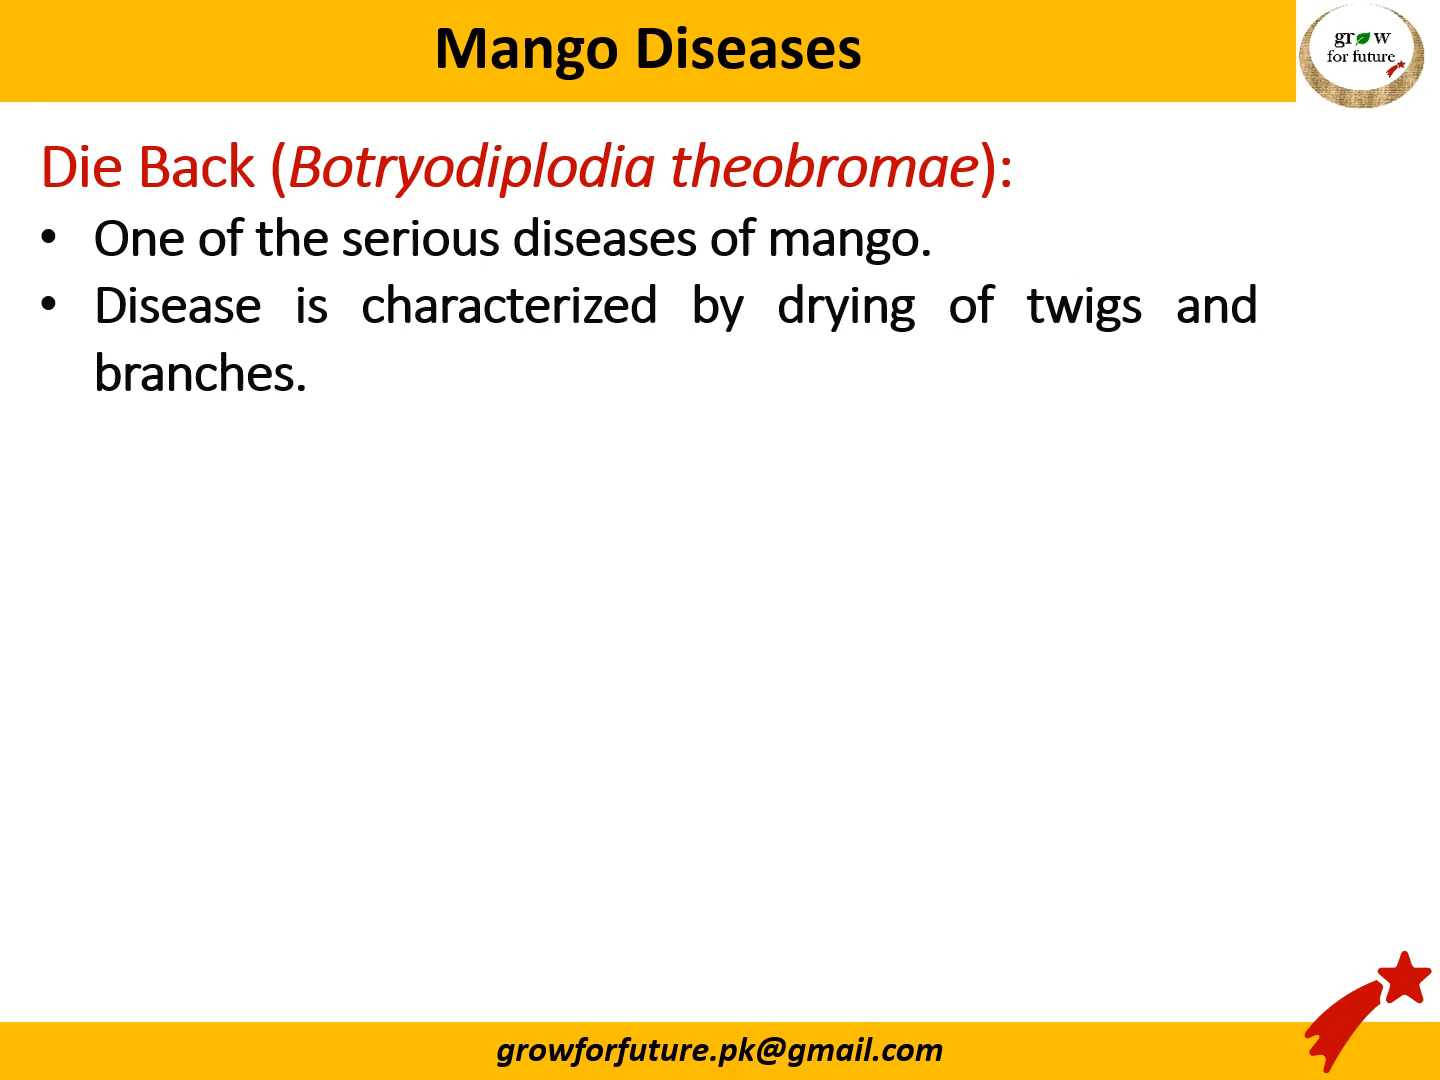 Mango Diseases
gr w
for future
Die Back (Botryodiplodia theobromae):
• One of the serious diseases of mango.
• Disease is characterized by drying of twigs and
branches.
growforfuture.pk@gmail.com